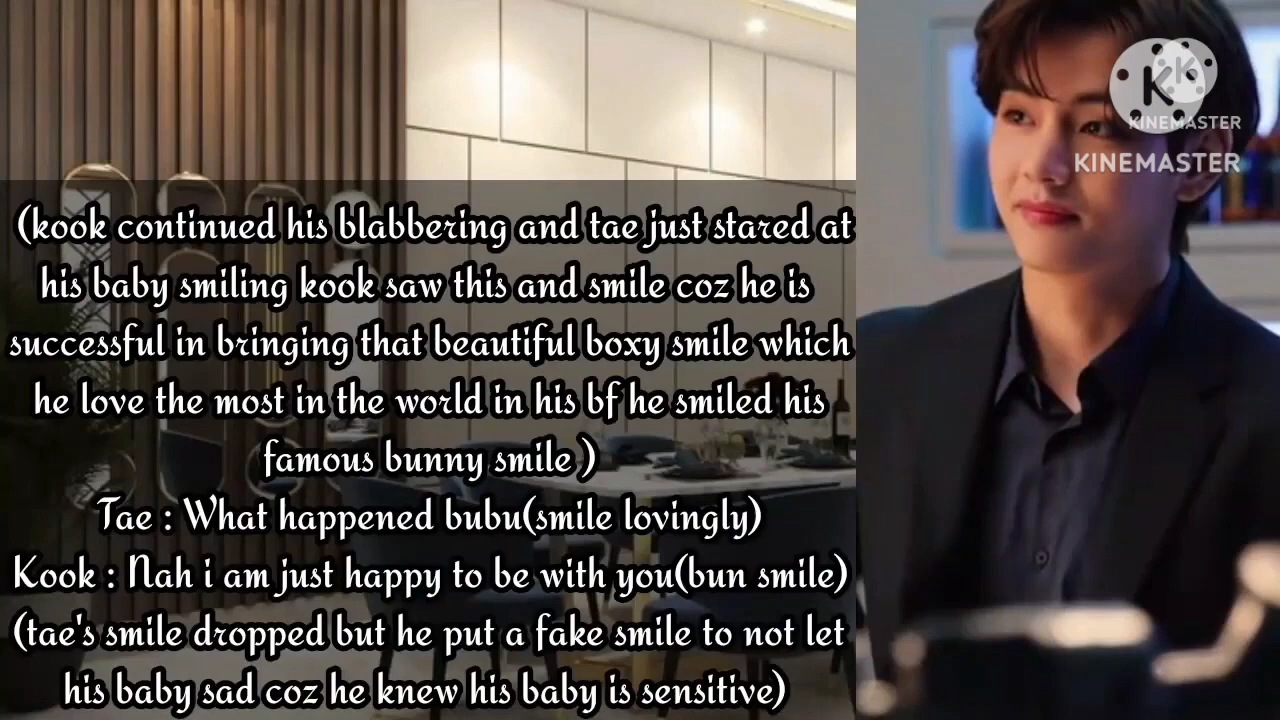 (kook continued his blabbering and tae just stared at
his baby smiling kook saw this and smile coz he is
successful in bringing that beautiful boxy smile which
he love the most in the world in his bf he smiled his
famous bunny smile )
Tae : What happened bubu(smile lovingly)
Kook : Nah i am just happy to be with you(bun smile)
(tae's smile dropped but he put a fake smile to not let
his baby sad coz he knew his baby is sensitive)
K
K
KINEMASTER
KINEMASTER